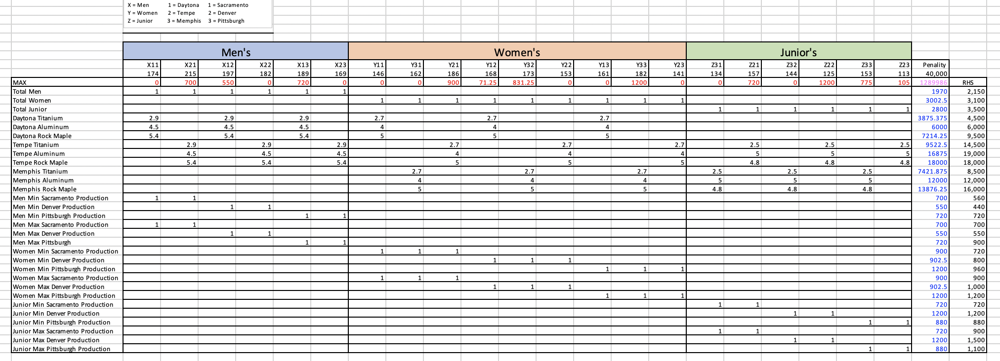 X = Men 1 = Daytona 1 = Sacramento
Y = Women 2 = Tempe 2 = Denver
Z = Junior 3 = Memphis 3 = Pittsburgh
Men's Women's Junior's
X11 X21 X12 X22 X13 X23 Y11 Y31 Y21 Y12 Y32 Y22 Y13 Y33 Y23 Z31 Z21 Z32 Z22 Z33 Z23 Penality
174 215 197 182 189 169 146 162 186 168 173 153 161 182 141 134 157 144 125 153 113 40,000
MAX 0 700 550 0 720 0 0 0 900 71.25 831.25 0 0 1200 0 0 720 0 1200 775 105 1289986 RHS
Total Men 1 1 1 1 1 1 1970 2,150
Total Women 1 1 1 1 1 1 1 1 1 3002.5 3,100
Total Junior 1 1 1 1 1 1 2800 3,500
Daytona Titanium 2.9 2.9 2.9 2.7 2.7 2.7 3875.375 4,500
Daytona Aluminum 4.5 4.5 4.5 4 4 4 6000 6,000
Daytona Rock Maple 5.4 5.4 5.4 5 5 5 7214.25 9,500
Tempe Titanium 2.9 2.9 2.9 2.7 2.7 2.7 2.5 2.5 2.5 9522.5 14,500
Tempe Aluminum 4.5 4.5 4.5 4 4 4 5 5 5 16875 19,000
Tempe Rock Maple 5.4 5.4 5.4 5 5 5 4.8 4.8 4.8 18000 18,000
Memphis Titanium 2.7 2.7 2.7 2.5 2.5 2.5 7421.875 8,500
Memphis Aluminum 4 4 4 5 5 5 12000 12,000
Memphis Rock Maple 5 5 5 4.8 4.8 4.8 13876.25 16,000
Men Min Sacramento Production 1 1 700 560
Men Min Denver Production 1 1 550 440
Men Min Pittsburgh Production 1 1 720 720
Men Max Sacramento Production 1 1 700 700
Men Max Denver Production 1 1 550 550
Men Max Pittsburgh 1 1 720 900
Women Min Sacramento Production 1 1 1 900 720
Women Min Denver Production 1 1 1 902.5 800
Women Min Pittsburgh Production 1 1 1 1200 960
Women Max Sacramento Production 1 1 1 900 900
Women Max Denver Production 1 1 1 902.5 1,000
Women Max Pittsburgh Production 1 1 1 1200 1,200
Junior Min Sacramento Production 1 1 720 720
Junior Min Denver Production 1 1 1200 1,200
Junior Min Pittsburgh Production 1 1 880 880
Junior Max Sacramento Production 1 1 720 900
Junior Max Denver Production 1 1 1200 1,500
Junior Max Pittsburgh Production 1 1 880 1,100